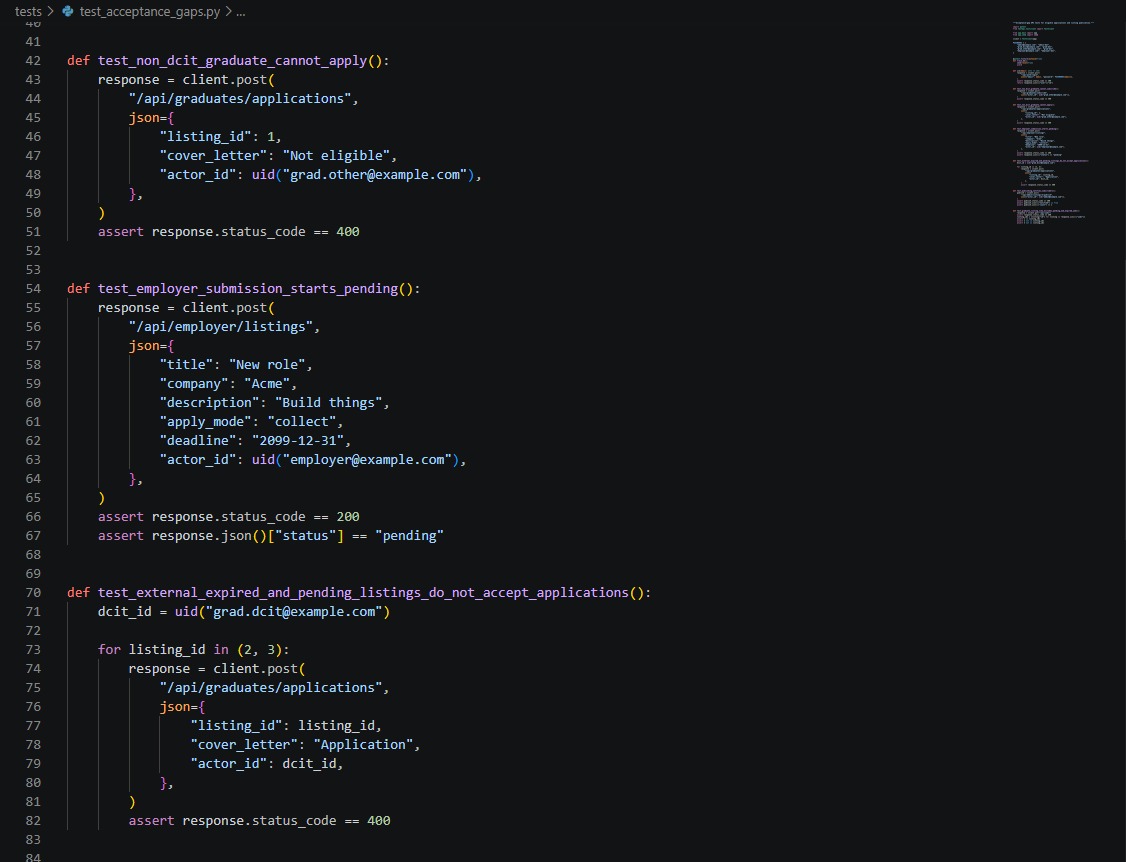 tests > test_acceptance_gaps.py > ...
40
41
42 def test_non_dcit_graduate_cannot_apply():
43     response = client.post(
44         "/api/graduates/applications",
45         json={
46             "listing_id": 1,
47             "cover_letter": "Not eligible",
48             "actor_id": uid("grad.other@example.com"),
49         },
50     )
51     assert response.status_code == 400
52
53
54 def test_employer_submission_starts_pending():
55     response = client.post(
56         "/api/employer/listings",
57         json={
58             "title": "New role",
59             "company": "Acme",
60             "description": "Build things",
61             "apply_mode": "collect",
62             "deadline": "2099-12-31",
63             "actor_id": uid("employer@example.com"),
64         },
65     )
66     assert response.status_code == 200
67     assert response.json()["status"] == "pending"
68
69
70 def test_external_expired_and_pending_listings_do_not_accept_applications():
71     dcit_id = uid("grad.dcit@example.com")
72
73     for listing_id in (2, 3):
74         response = client.post(
75             "/api/graduates/applications",
76             json={
77                 "listing_id": listing_id,
78                 "cover_letter": "Application",
79                 "actor_id": dcit_id,
80             },
81         )
82         assert response.status_code == 400
83
84